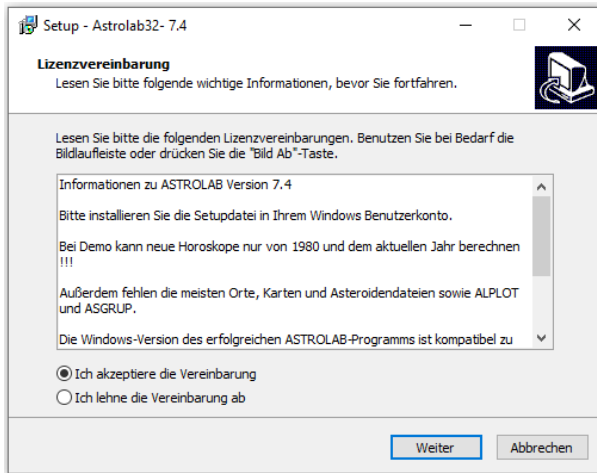 Setup - Astrolab32- 7.4
Lizenzvereinbarung
Lesen Sie bitte folgende wichtige Informationen, bevor Sie fortfahren.
Lesen Sie bitte die folgenden Lizenzvereinbarungen. Benutzen Sie bei Bedarf die
Bildlaufleiste oder drücken Sie die "Bild Ab"-Taste.
Informationen zu ASTROLAB Version 7.4
Bitte installieren Sie die Setupdatei in Ihrem Windows Benutzerkonto.
Bei Demo kann neue Horoskope nur von 1980 und dem aktuellen Jahr berechnen
!!!
Außerdem fehlen die meisten Orte, Karten und Asteroidendateien sowie ALPLOT
und ASGRUP.
Die Windows-Version des erfolgreichen ASTROLAB-Programms ist kompatibel zu
Ich akzeptiere die Vereinbarung
Ich lehne die Vereinbarung ab
Weiter
Abbrechen